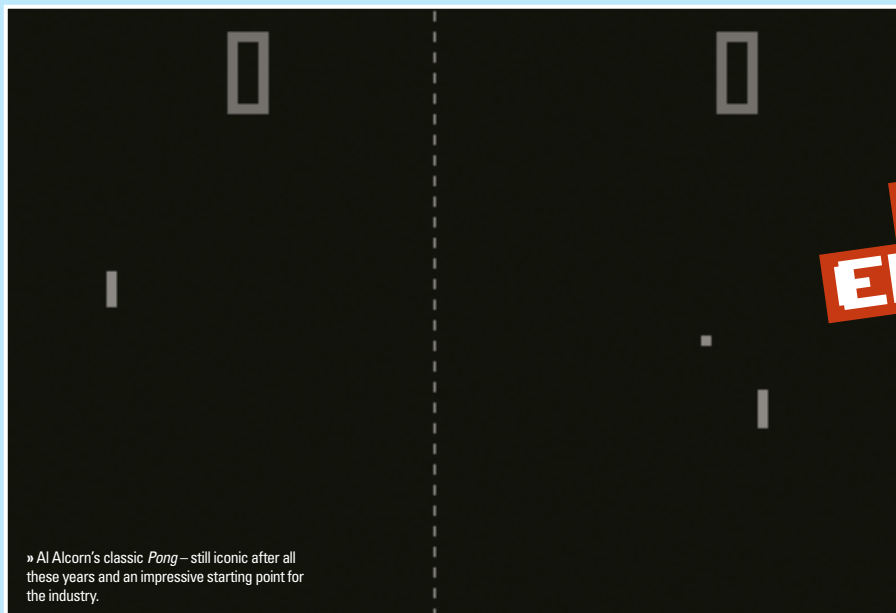 0 0
» Al Alcorn's classic Pong – still iconic after all
these years and an impressive starting point for
the industry.